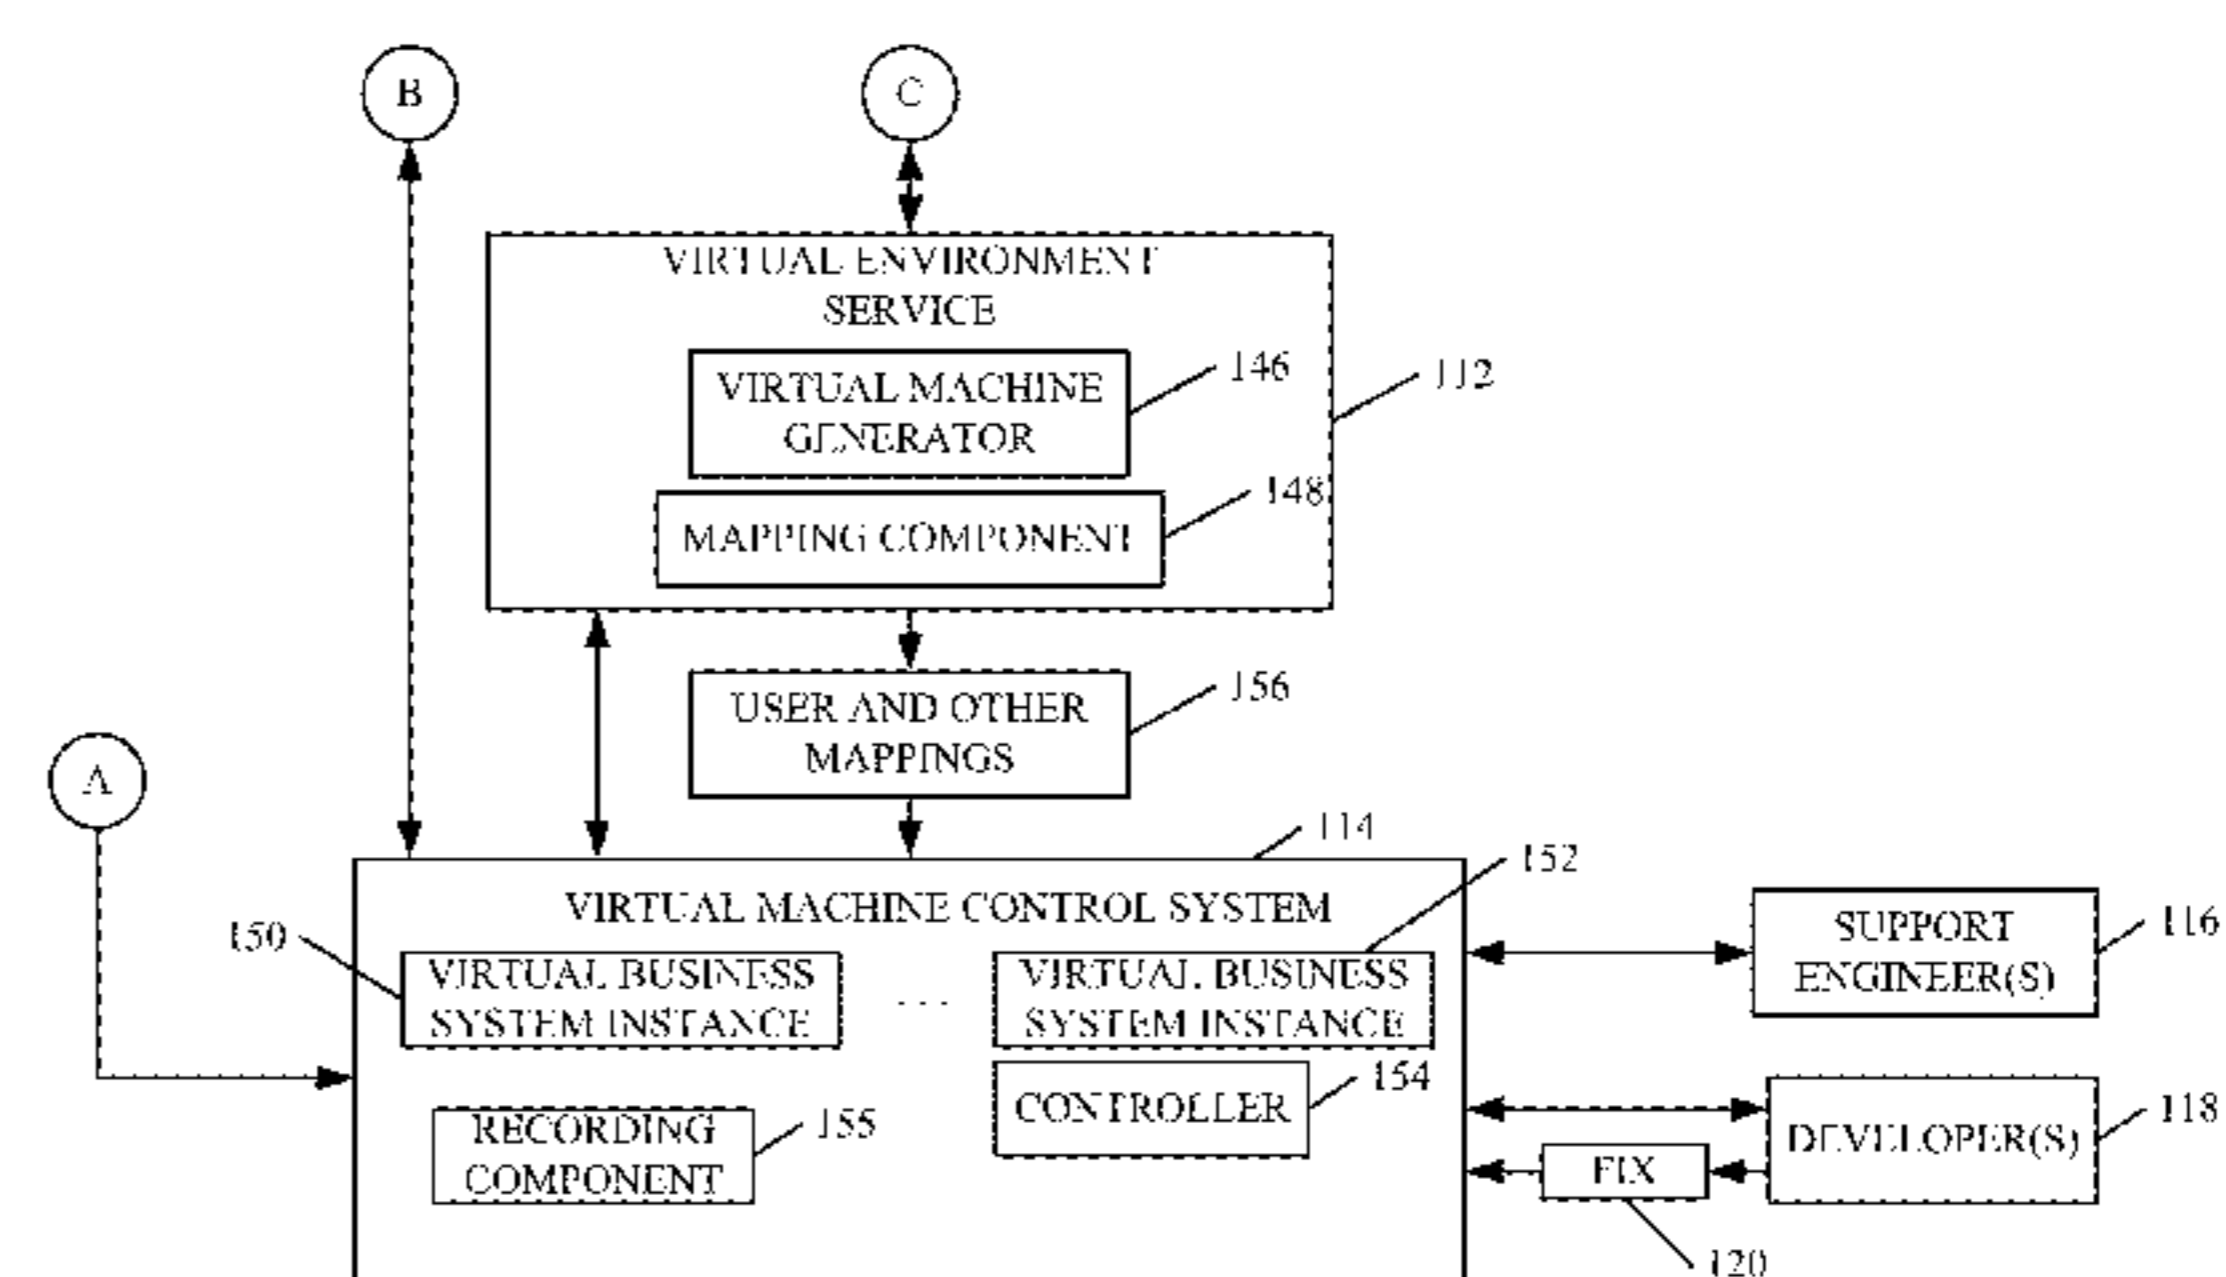 B
C
VIRTUAL ENVIRONMENT
SERVICE
VIRTUAL MACHINE
GENERATOR
146
112
MAPPING COMPONENT
148
USER AND OTHER
MAPPINGS
156
A
114
152
VIRTUAL MACHINE CONTROL SYSTEM
150
VIRTUAL BUSINESS
SYSTEM INSTANCE
...
VIRTUAL BUSINESS
SYSTEM INSTANCE
SUPPORT
ENGINEER(S)
116
RECORDING
COMPONENT
155
CONTROLLER
154
DEVELOPER(S)
118
FIX
120